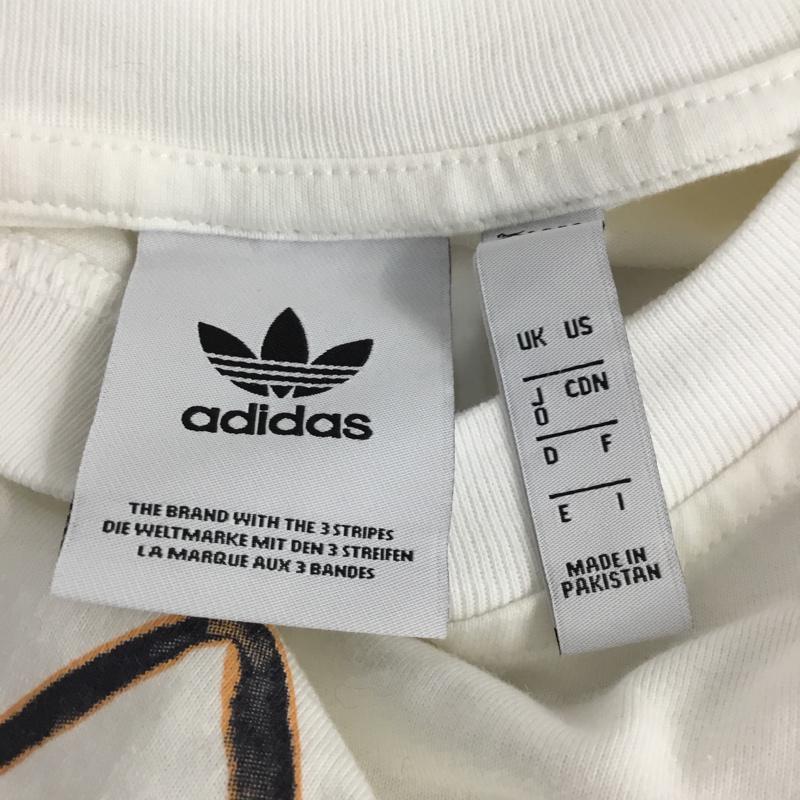 adidas
THE BRAND WITH THE 3 STRIPES
DIE WELTMARKE MIT DEN 3 STREIFEN
LA MARQUE AUX 3 BANDES
UK US
JO CDN
D F
E I
MADE IN
PAKISTAN